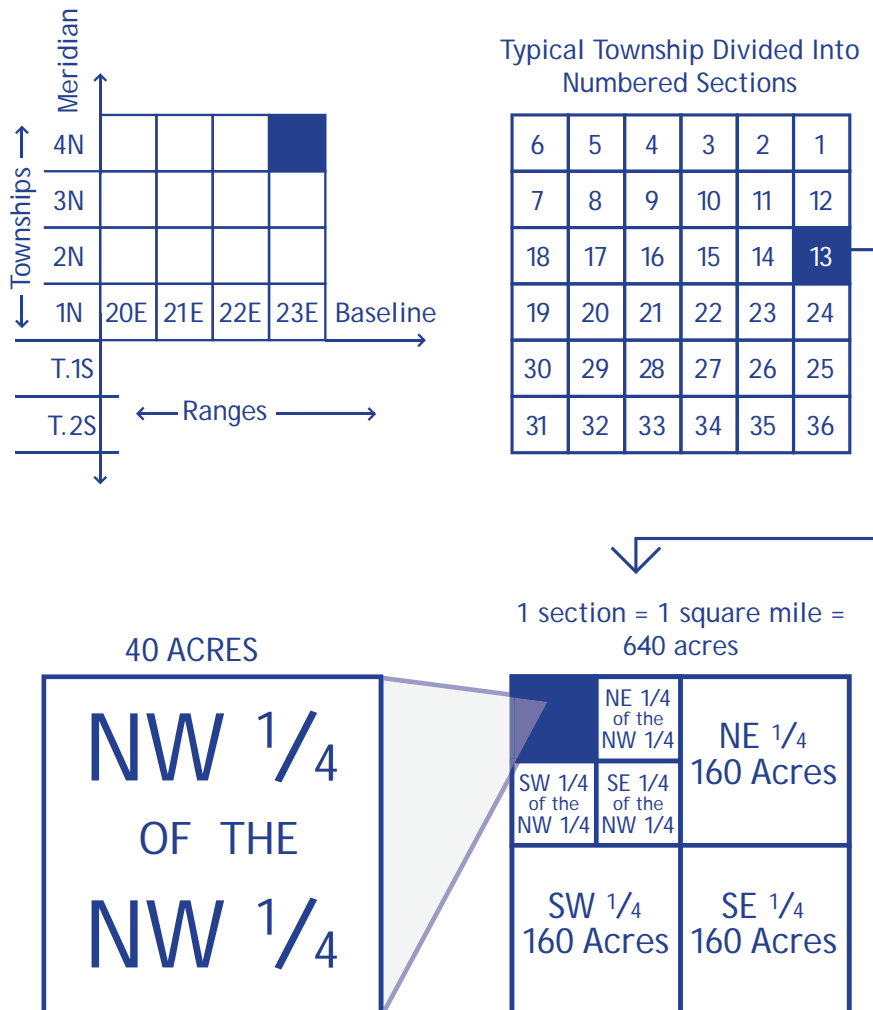 Meridian
Townships
4N
3N
2N
1N 20E 21E 22E 23E Baseline
T.1S
T.2S
Ranges
Typical Township Divided Into
Numbered Sections
6 5 4 3 2 1
7 8 9 10 11 12
18 17 16 15 14 13
19 20 21 22 23 24
30 29 28 27 26 25
31 32 33 34 35 36
40 ACRES
NW 1/4
OF THE
NW 1/4
1 section = 1 square mile =
640 acres
NE 1/4
of the
NW 1/4
SW 1/4
of the
NW 1/4
SE 1/4
of the
NW 1/4
NE 1/4
160 Acres
SW 1/4
160 Acres
SE 1/4
160 Acres